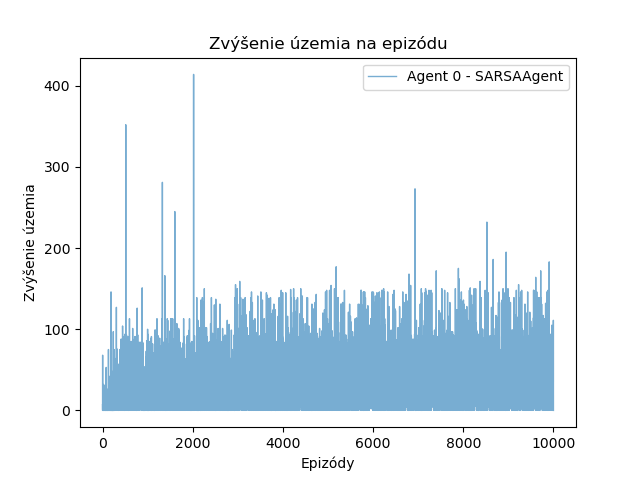 Zvýšenie územia na epizódu
Agent 0 - SARSAAgent
Zvýšenie územia
400
300
200
100
0
0 2000 4000 6000 8000 10000
Epizódy